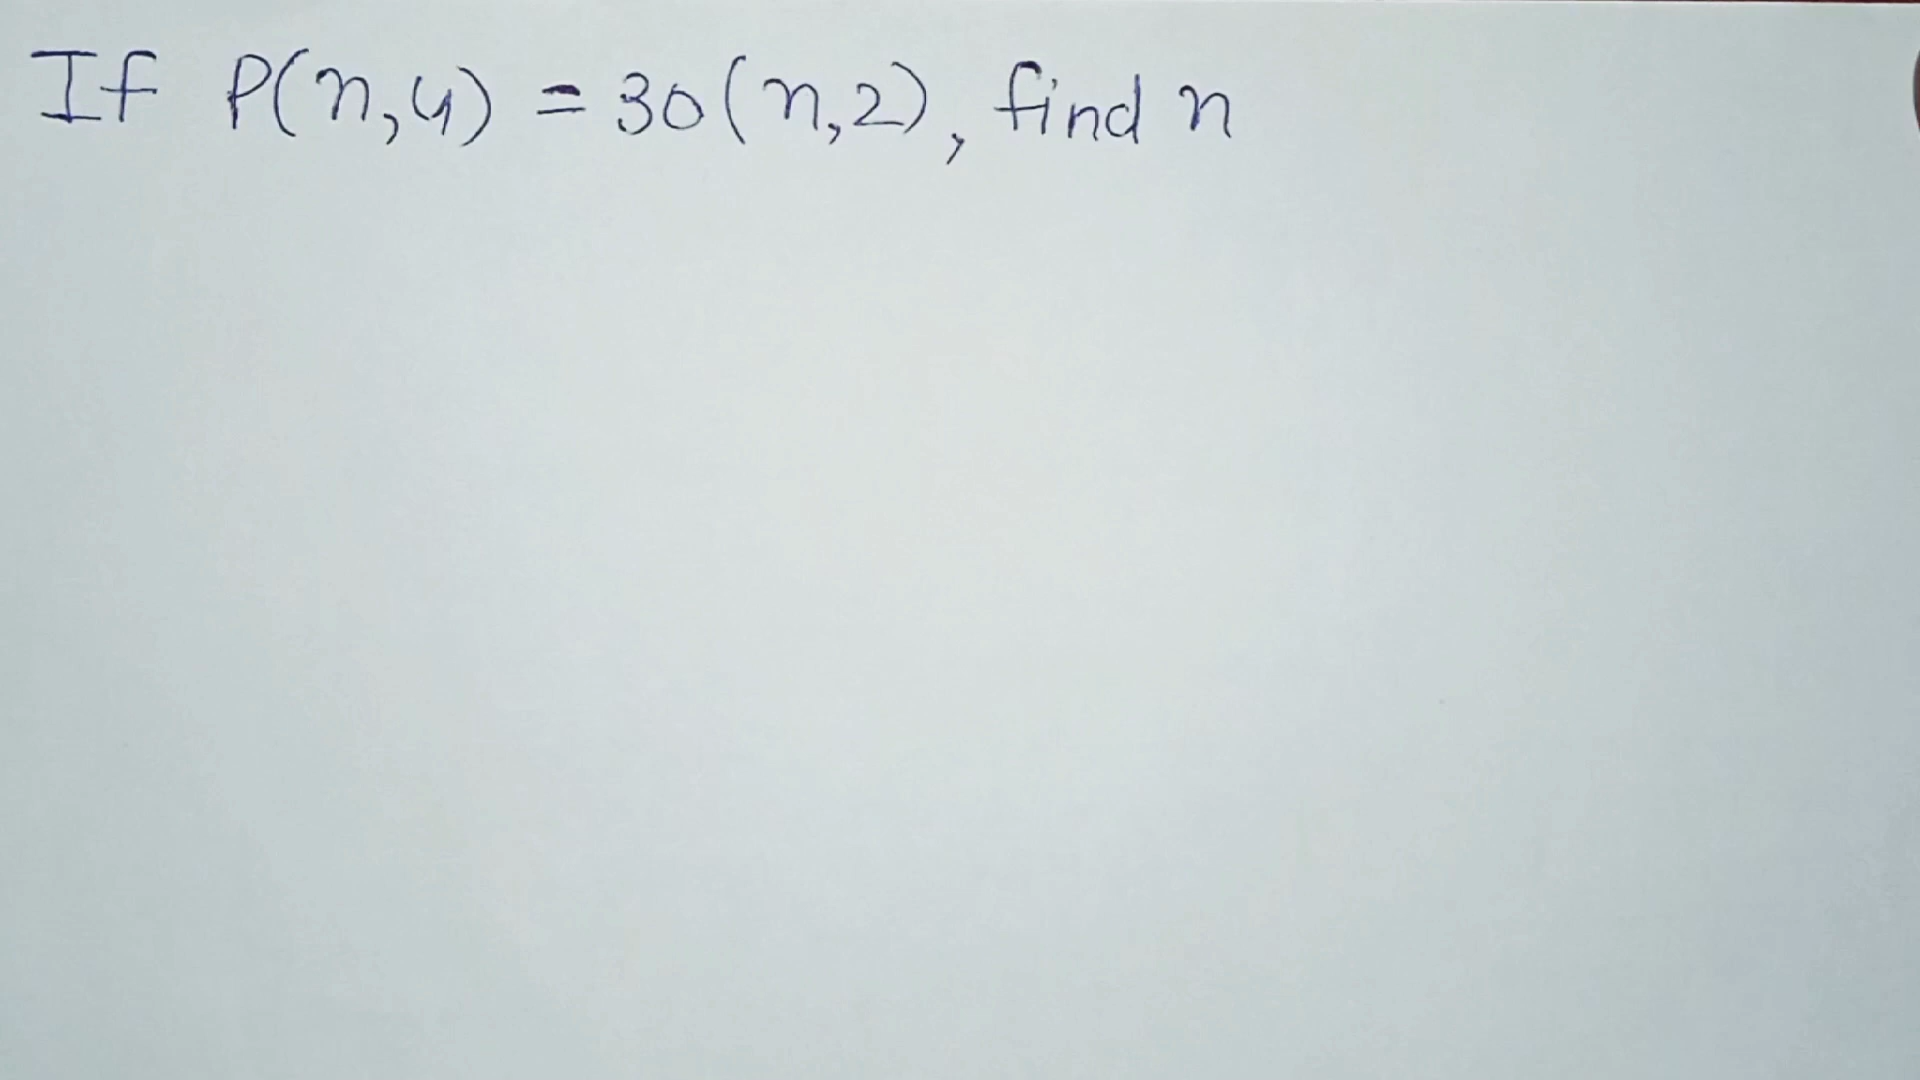 If P(n,4) = 30(n,2), find n